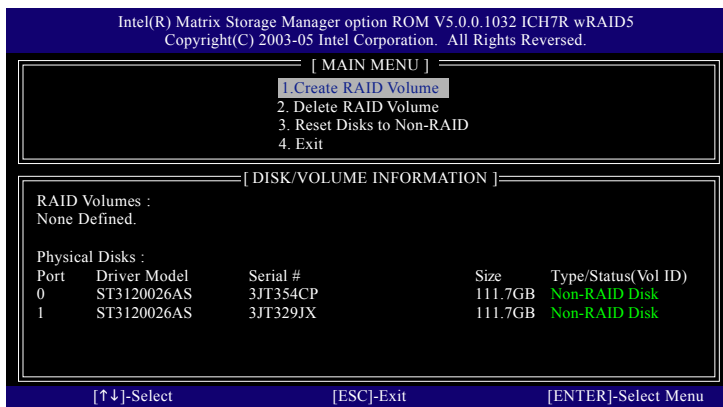 Intel(R) Matrix Storage Manager option ROM V5.0.0.1032 ICH7R wRAID5
Copyright(C) 2003-05 Intel Corporation. All Rights Reversed.
[ MAIN MENU ]
1.Create RAID Volume
2. Delete RAID Volume
3. Reset Disks to Non-RAID
4. Exit
[ DISK/VOLUME INFORMATION ]
RAID Volumes :
None Defined.
Physical Disks :
Port Driver Model Serial # Size Type/Status(Vol ID)
0 ST3120026AS 3JT354CP 111.7GB Non-RAID Disk
1 ST3120026AS 3JT329JX 111.7GB Non-RAID Disk
[↑↓]-Select [ESC]-Exit [ENTER]-Select Menu